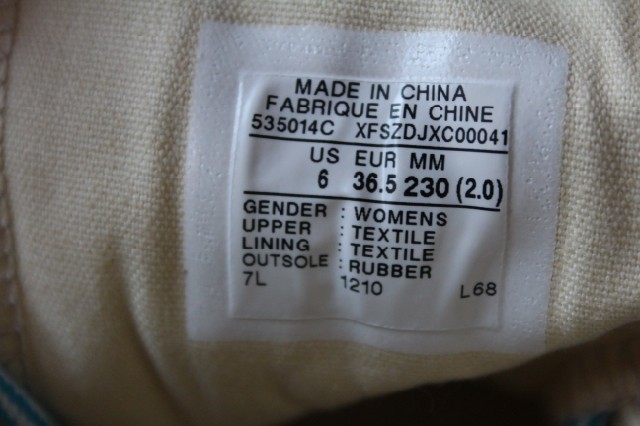 MADE IN CHINA
FABRIQUE EN CHINE
535014C XFSZDJXC00041
US EUR MM
6 36.5 230 (2.0)
GENDER : WOMENS
UPPER : TEXTILE
LINING : TEXTILE
OUTSOLE : RUBBER
7L 1210 L68